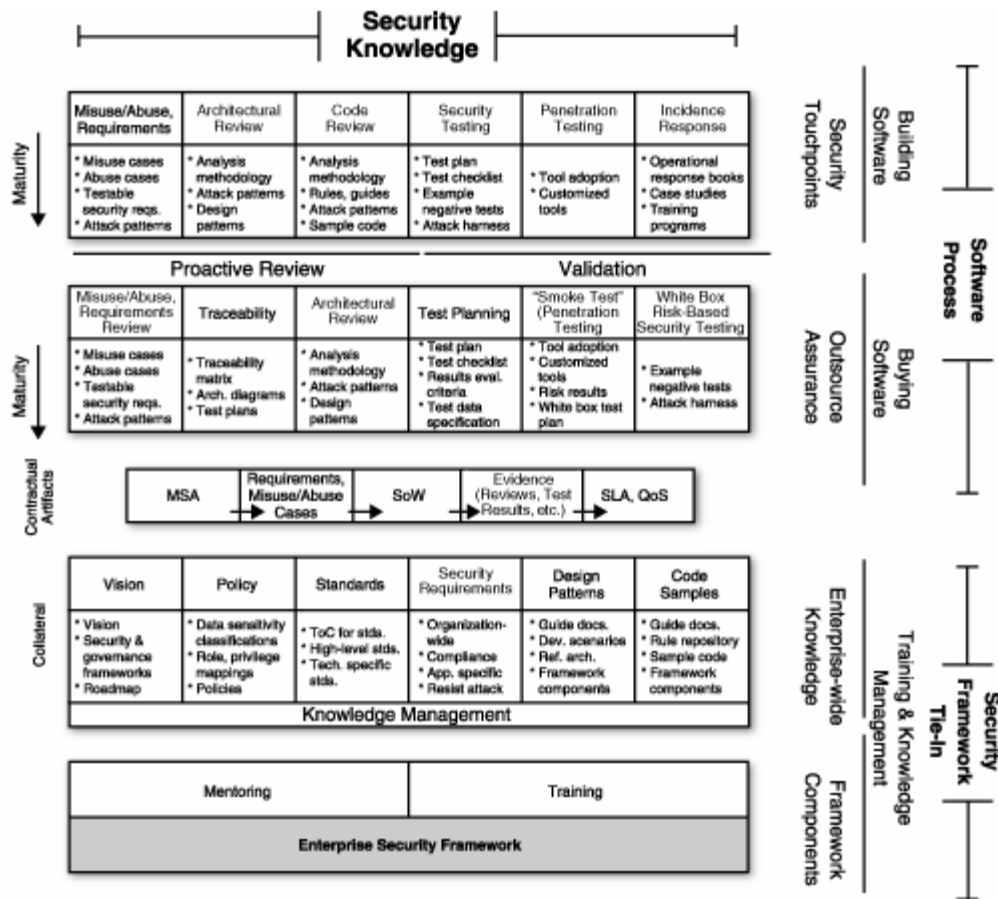 Security
Knowledge
Maturity
Misuse/Abuse,
Requirements
* Misuse cases
* Abuse cases
* Testable
security reqs.
* Attack patterns
Architectural
Review
* Analysis
methodology
* Attack patterns
* Design
patterns
Code
Review
* Analysis
methodology
* Rules, guides
* Attack patterns
* Sample code
Security
Testing
* Test plan
* Test checklist
* Example
negative tests
* Attack harness
Penetration
Testing
* Tool adoption
* Customized
tools
Incidence
Response
* Operational
response books
* Case studies
* Training
programs
Security
Touchpoints
Building
Software
Proactive Review
Validation
Maturity
Misuse/Abuse,
Requirements
Review
* Misuse cases
* Abuse cases
* Testable
security reqs.
* Attack patterns
Traceability
* Traceability
matrix
* Arch. diagrams
* Test plans
Architectural
Review
* Analysis
methodology
* Attack patterns
* Design
patterns
Test Planning
* Test plan
* Test checklist
* Results eval.
criteria
* Test data
specification
"Smoke Test"
(Penetration
Testing
* Tool adoption
* Customized
tools
* Risk results
* White box test
plan
White Box
Risk-Based
Security Testing
* Example
negative tests
* Attack harness
Outsource
Assurance
Buying
Software
Software
Process
Contractual
Artifacts
MSA
Requirements,
Misuse/Abuse
Cases
SoW
Evidence
(Reviews, Test
Results, etc.)
SLA, QoS
Collateral
Vision
* Vision
* Security &
governance
frameworks
* Roadmap
Policy
* Data sensitivity
classifications
* Role, privilege
mappings
* Policies
Standards
* ToC for stds.
* High-level stds.
* Tech. specific
stds.
Security
Requirements
* Organization-
wide
* Compliance
* App. specific
* Resist attack
Design
Patterns
* Guide docs.
* Dev. scenarios
* Ref. arch.
* Framework
components
Code
Samples
* Guide docs.
* Rule repository
* Sample code
* Framework
components
Knowledge Management
Enterprise-wide
Knowledge
Training & Knowledge
Management
Security
Framework
Tie-In
Mentoring
Training
Enterprise Security Framework
Framework
Components